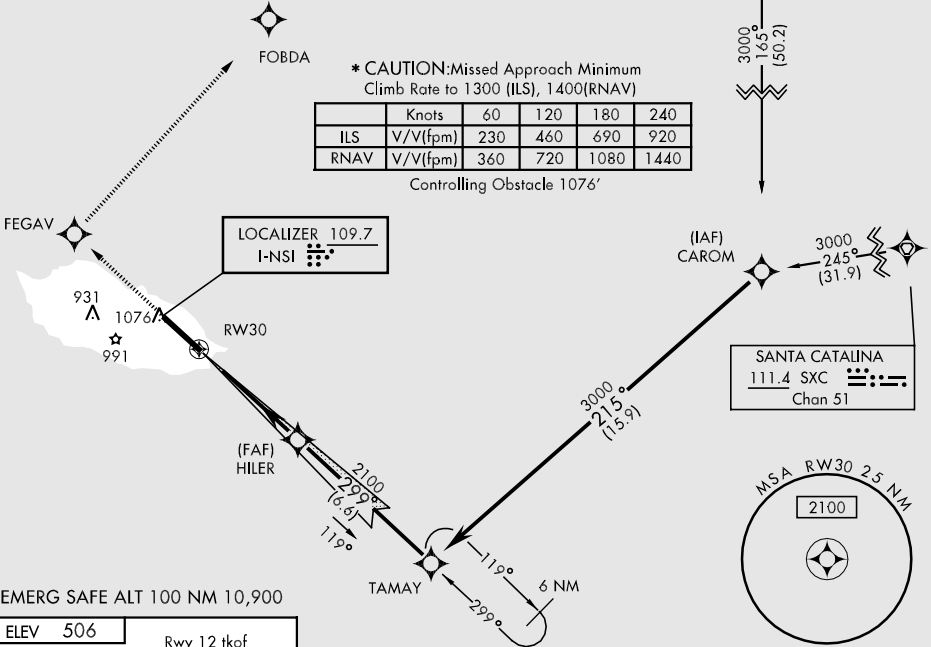 FOBDA
* CAUTION:Missed Approach Minimum
Climb Rate to 1300 (ILS), 1400(RNAV)
Knots 60 120 180 240
ILS V/V(fpm) 230 460 690 920
RNAV V/V(fpm) 360 720 1080 1440
Controlling Obstacle 1076'
3000
165°
(50.2)
FEGAV
LOCALIZER 109.7
I-NSI
(IAF)
CAROM
3000
245°
(31.9)
931
1076
991
RW30
SANTA CATALINA
111.4 SXC
Chan 51
3000
215°
(15.9)
(FAF)
HILER
2100
299°
(6.6)
119°
MSA RW30 25 NM
2100
TAMAY
119°
299°
6 NM
EMERG SAFE ALT 100 NM 10,900
ELEV 506
Rwy 12 tkof